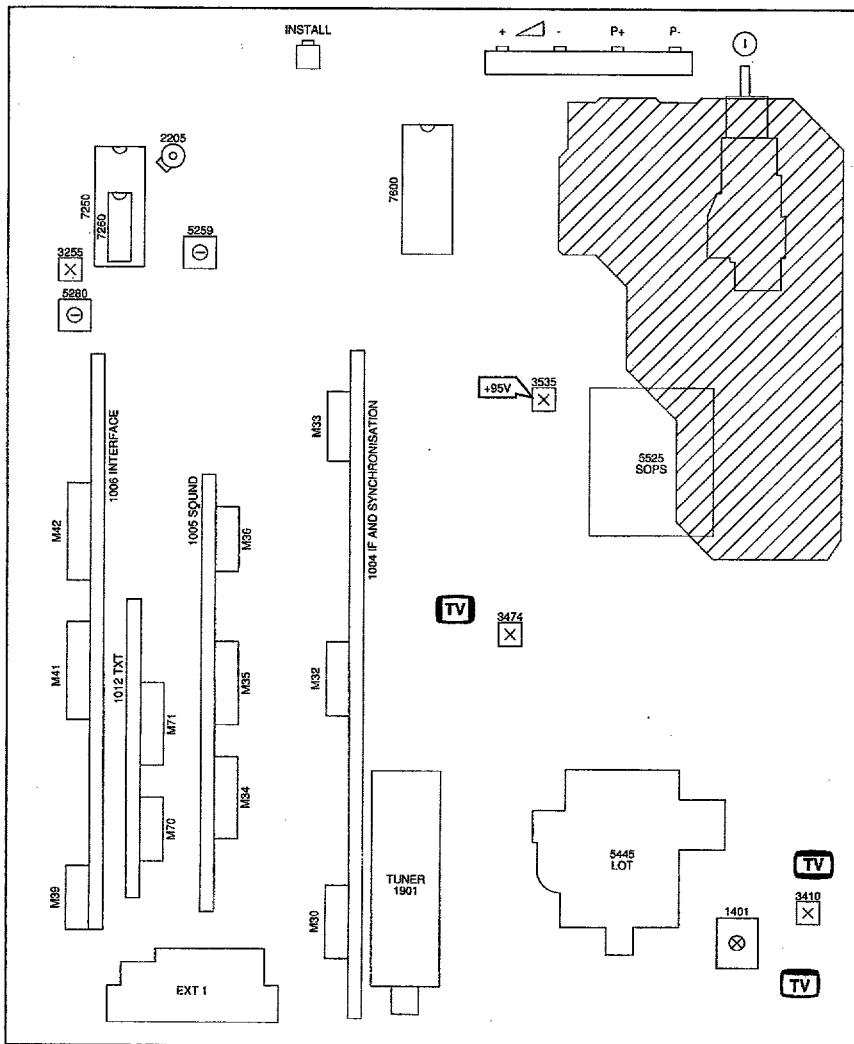 INSTALL
+ - P+ P-
2205
7250
7260
7600
5259
3255
5280
+95V
3535
5525
SOPS
M33
1006 INTERFACE
1005 SOUND
1004 IF AND SYNCHRONISATION
M42
M36
TV
3474
M41
1012 TXT
M71
M35
M32
M70
M34
TUNER
1901
5445
LOT
TV
3410
1401
M39
M30
EXT 1
TV